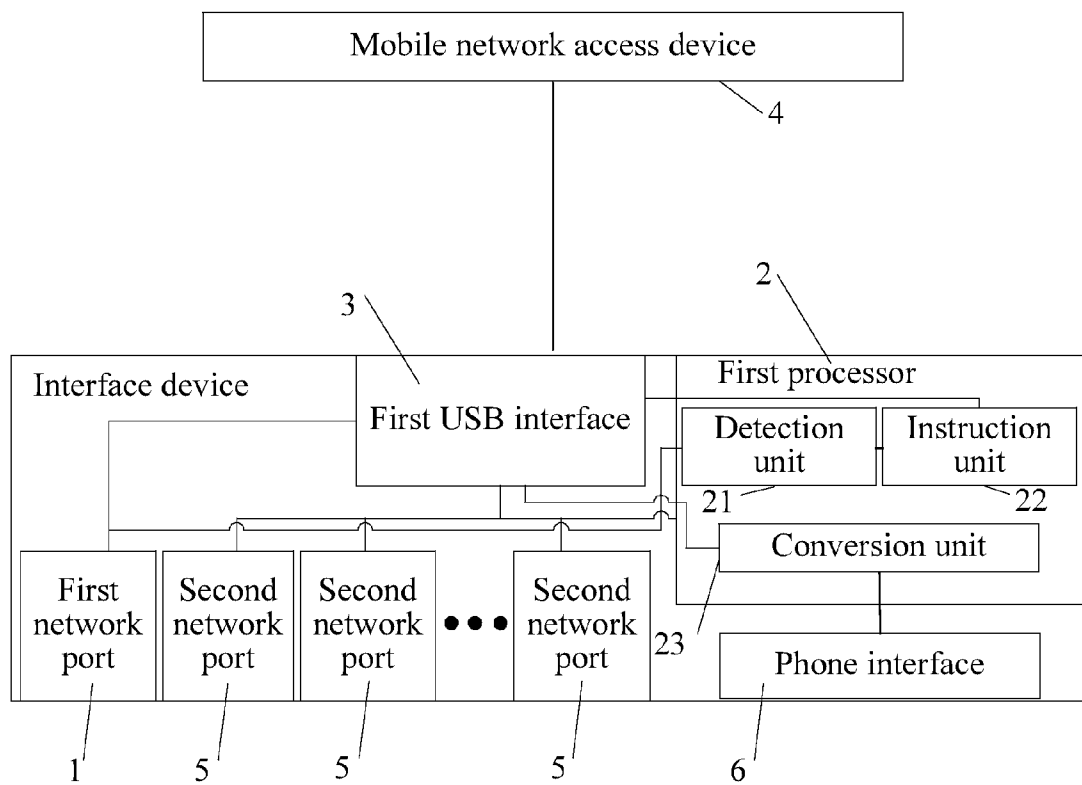 Mobile network access device
4
2
3
Interface device
First USB interface
First processor
Detection
unit
Instruction
unit
21
22
Conversion unit
First
network
port
Second
network
port
Second
network
port
Second
network
port
23
Phone interface
1
5
5
5
6